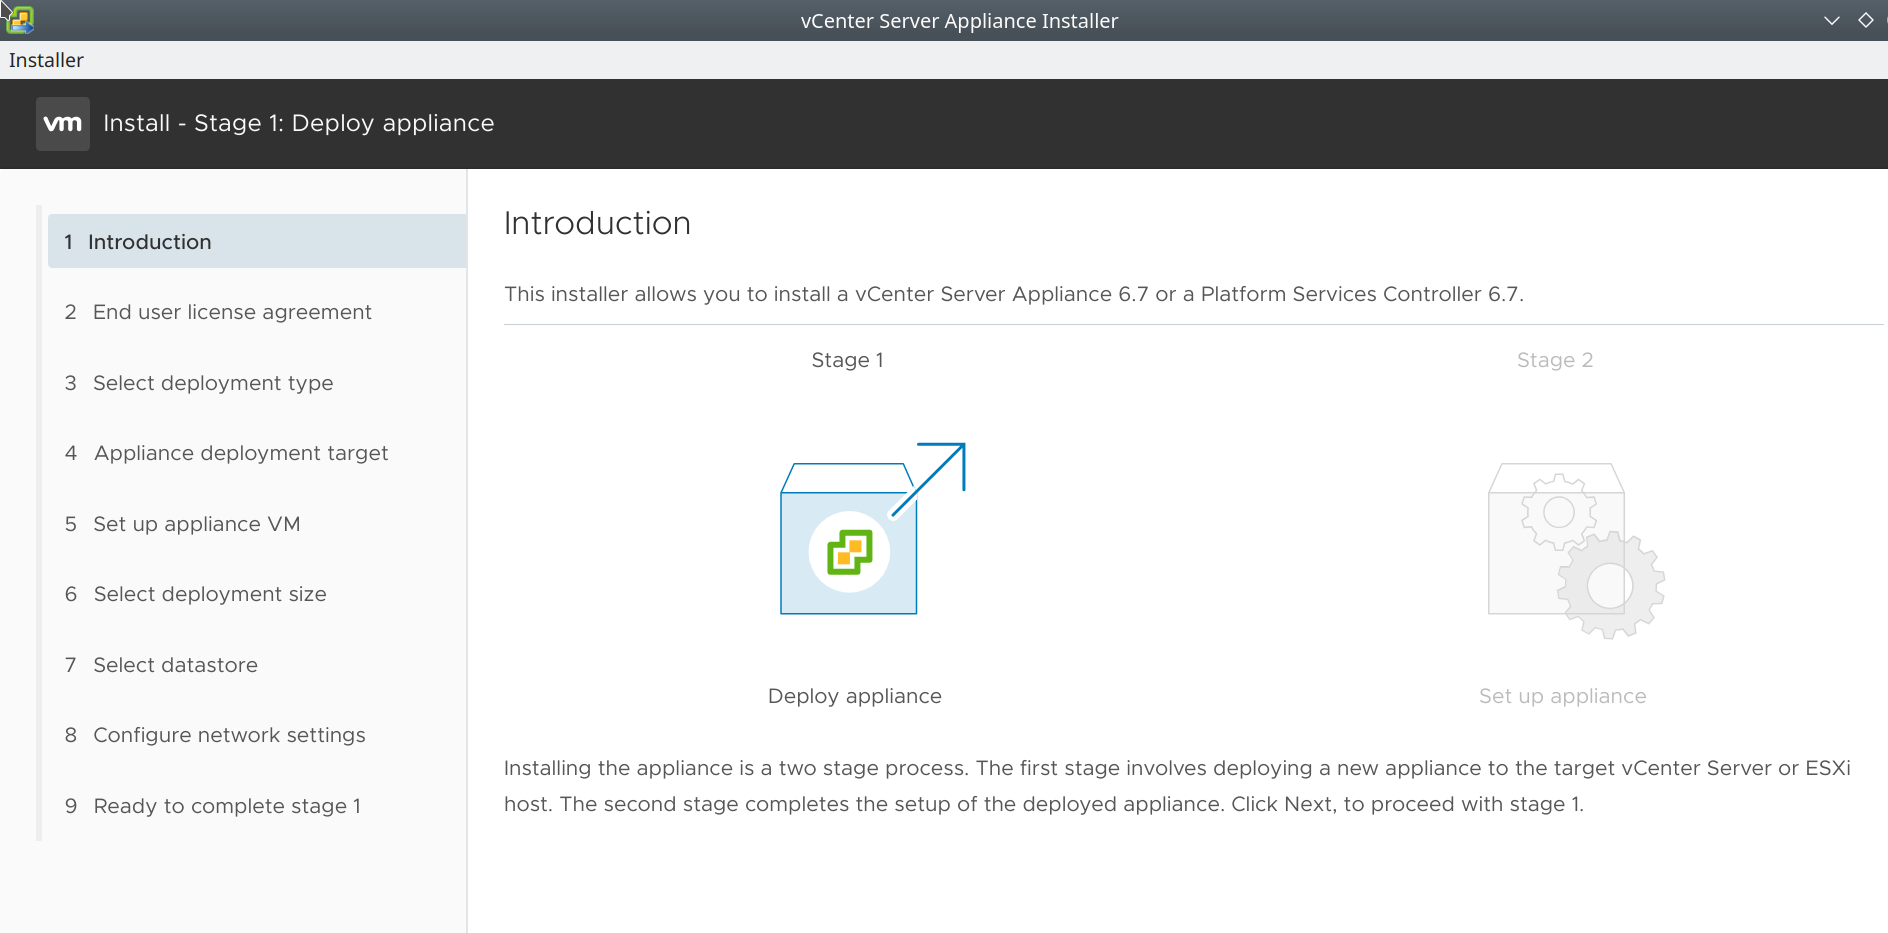 vCenter Server Appliance Installer
Installer
vm Install - Stage 1: Deploy appliance
1 Introduction
2 End user license agreement
3 Select deployment type
4 Appliance deployment target
5 Set up appliance VM
6 Select deployment size
7 Select datastore
8 Configure network settings
9 Ready to complete stage 1
Introduction
This installer allows you to install a vCenter Server Appliance 6.7 or a Platform Services Controller 6.7.
Stage 1
Deploy appliance
Stage 2
Set up appliance
Installing the appliance is a two stage process. The first stage involves deploying a new appliance to the target vCenter Server or ESXi
host. The second stage completes the setup of the deployed appliance. Click Next, to proceed with stage 1.